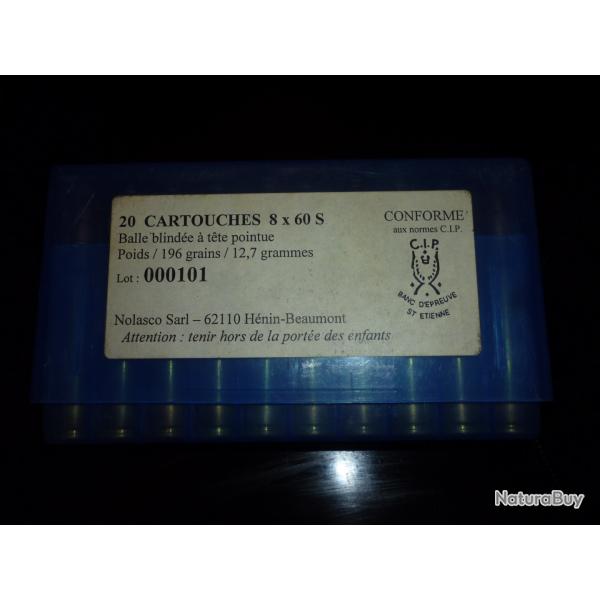 20 CARTOUCHES 8 x 60 S
Balle blindée à tête pointue
Poids / 196 grains / 12,7 grammes
Lot : 000101
Nolasco Sarl – 62110 Hénin-Beaumont
Attention : tenir hors de la portée des enfants
CONFORME
aux normes C.I.P.
C.I.P.
BANC D'EPREUVE
ST ETIENNE
NaturaBuy